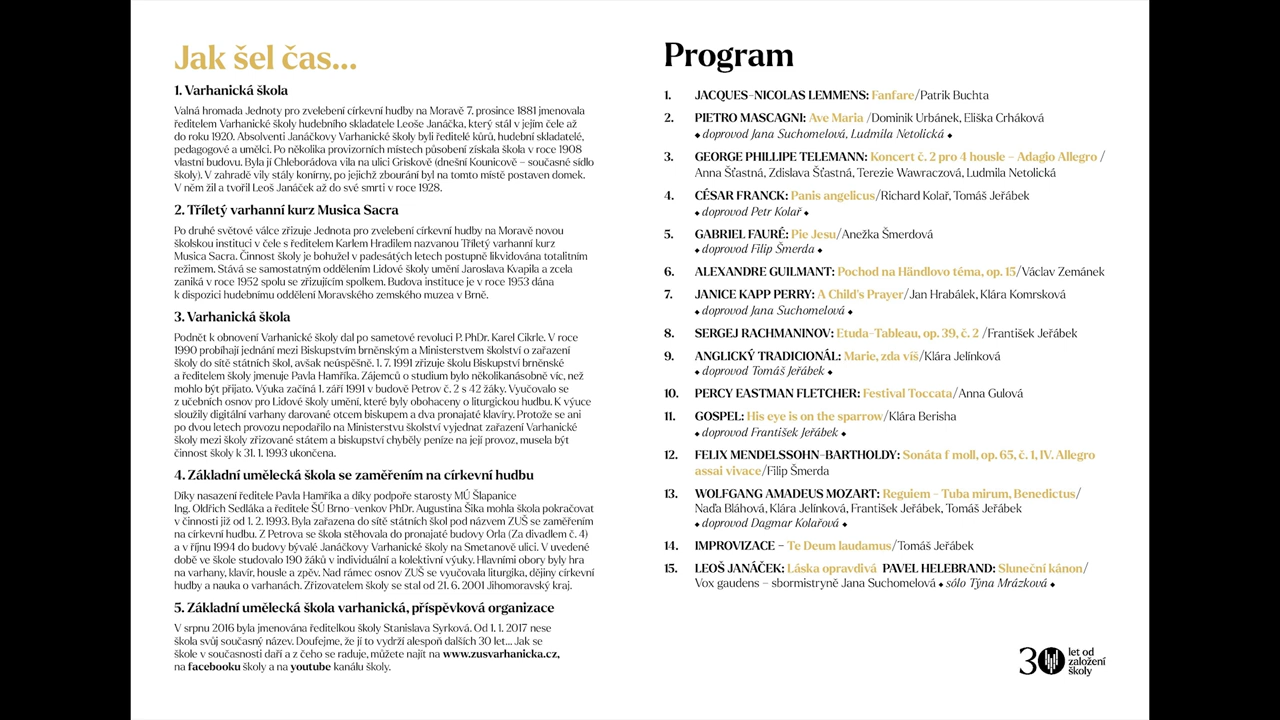 Jak šel čas...
1. Varhanická škola
Valná hromada Jednoty pro zvelebení církevní hudby na Moravě 7. prosince 1881 jmenovala
ředitelem Varhanické školy hudebního skladatele Leoše Janáčka, který stál v jejím čele až
do roku 1920. Absolventi Janáčkovy Varhanické školy byli ředitelé kůrů, hudební skladatelé,
pedagogové a umělci. Po několika provizorních místech působení získala škola v roce 1908
vlastní budovu. Byla jí Chleborádova vila na ulici Griskově (dnešní Kounicově – současné sídlo
školy). V zahradě vily stály konírny, po jejichž zbourání byl na tomto místě postaven domek.
V něm žil a tvořil Leoš Janáček až do své smrti v roce 1928.
2. Tříletý varhanní kurz Musica Sacra
Po druhé světové válce zřizuje Jednota pro zvelebení církevní hudby na Moravě novou
školskou instituci v čele s ředitelem Karlem Hradilem nazvanou Tříletý varhanní kurz
Musica Sacra. Činnost školy je bohužel v padesátých letech postupně likvidována totalitním
režimem. Stává se samostatným oddělením Lidové školy umění Jaroslava Kvapila a zcela
zaniká v roce 1952 spolu se zřizujícím spolkem. Budova instituce je v roce 1953 dána
k dispozici hudebnímu oddělení Moravského zemského muzea v Brně.
3. Varhanická škola
Podnět k obnovení Varhanické školy dal po sametové revoluci P. PhDr. Karel Cikrle. V roce
1990 probíhají jednání mezi Biskupstvím brněnským a Ministerstvem školství o zařazení
školy do sítě státních škol, avšak neúspěšně. 1. 7. 1991 zřizuje školu Biskupství brněnské
a ředitelem školy jmenuje Pavla Hamříka. Zájemců o studium bylo několikanásobně víc, než
mohlo být přijato. Výuka začíná 1. září 1991 v budově Petrov č. 2 s 42 žáky. Vyučovalo se
z učebních osnov pro Lidové školy umění, které byly obohaceny o liturgickou hudbu. K výuce
sloužily digitální varhany darované otcem biskupem a dva pronajaté klavíry. Protože se ani
po dvou letech provozu nepodařilo na Ministerstvu školství vyjednat zařazení Varhanické
školy mezi školy zřizované státem a biskupství chyběly peníze na její provoz, musela být
činnost školy k 31. 1. 1993 ukončena.
4. Základní umělecká škola se zaměřením na církevní hudbu
Díky nasazení ředitele Pavla Hamříka a díky podpoře starosty MÚ Šlapanice
Ing. Oldřich Sedláka a ředitele ŠÚ Brno-venkov PhDr. Augustina Šika mohla škola pokračovat
v činnosti již od 1. 2. 1993. Byla zařazena do sítě státních škol pod názvem ZUŠ se zaměřením
na církevní hudbu. Z Petrova se škola stěhovala do pronajaté budovy Orla (Za divadlem č. 4)
a v říjnu 1994 do budovy bývalé Janáčkovy Varhanické školy na Smetanově ulici. V uvedené
době ve škole studovalo 190 žáků v individuální a kolektivní výuky. Hlavními obory byly hra
na varhany, klavír, housle a zpěv. Nad rámec osnov ZUŠ se vyučovala liturgika, dějiny církevní
hudby a nauka o varhanách. Zřizovatelem školy se stal od 21. 6. 2001 Jihomoravský kraj.
5. Základní umělecká škola varhanická, příspěvková organizace
V srpnu 2016 byla jmenována ředitelkou školy Stanislava Syrková. Od 1. 1. 2017 nese
škola svůj současný název. Doufejme, že jí to vydrží alespoň dalších 30 let... Jak se
škole v současnosti daří a z čeho se raduje, můžete najít na www.zusvarhanicka.cz,
na facebooku školy a na youtube kanálu školy.
Program
1. JACQUES-NICOLAS LEMMENS: Fanfare/Patrik Buchta
2. PIETRO MASCAGNI: Ave Maria /Dominik Urbánek, Eliška Crháková
◆ doprovod Jana Suchomelová, Ludmila Netolická ◆
3. GEORGE PHILLIPE TELEMANN: Koncert č. 2 pro 4 housle – Adagio Allegro /
Anna Šťastná, Zdislava Šťastná, Terezie Wawraczová, Ludmila Netolická
4. CÉSAR FRANCK: Panis angelicus/Richard Kolař, Tomáš Jeřábek
◆ doprovod Petr Kolař ◆
5. GABRIEL FAURÉ: Pie Jesu/Anežka Šmerdová
◆ doprovod Filip Šmerda ◆
6. ALEXANDRE GUILMANT: Pochod na Händlovo téma, op. 15/Václav Zemánek
7. JANICE KAPP PERRY: A Child's Prayer/Jan Hrabálek, Klára Komrsková
◆ doprovod Jana Suchomelová ◆
8. SERGEJ RACHMANINOV: Etuda-Tableau, op. 39, č. 2 /František Jeřábek
9. ANGLICKÝ TRADICIONÁL: Marie, zda víš/Klára Jelínková
◆ doprovod Tomáš Jeřábek ◆
10. PERCY EASTMAN FLETCHER: Festival Toccata/Anna Gulová
11. GOSPEL: His eye is on the sparrow/Klára Berisha
◆ doprovod František Jeřábek ◆
12. FELIX MENDELSSOHN-BARTHOLDY: Sonáta f moll, op. 65, č. 1, IV. Allegro
assai vivace/Filip Šmerda
13. WOLFGANG AMADEUS MOZART: Reguiem – Tuba mirum, Benedictus/
Naďa Bláhová, Klára Jelínková, František Jeřábek, Tomáš Jeřábek
◆ doprovod Dagmar Kolařová ◆
14. IMPROVIZACE – Te Deum laudamus/Tomáš Jeřábek
15. LEOŠ JANÁČEK: Láska opravdivá PAVEL HELEBRAND: Sluneční kánon/
Vox gaudens – sbormistryně Jana Suchomelová ◆ sólo Týna Mrázková ◆
30 let od
založení
školy